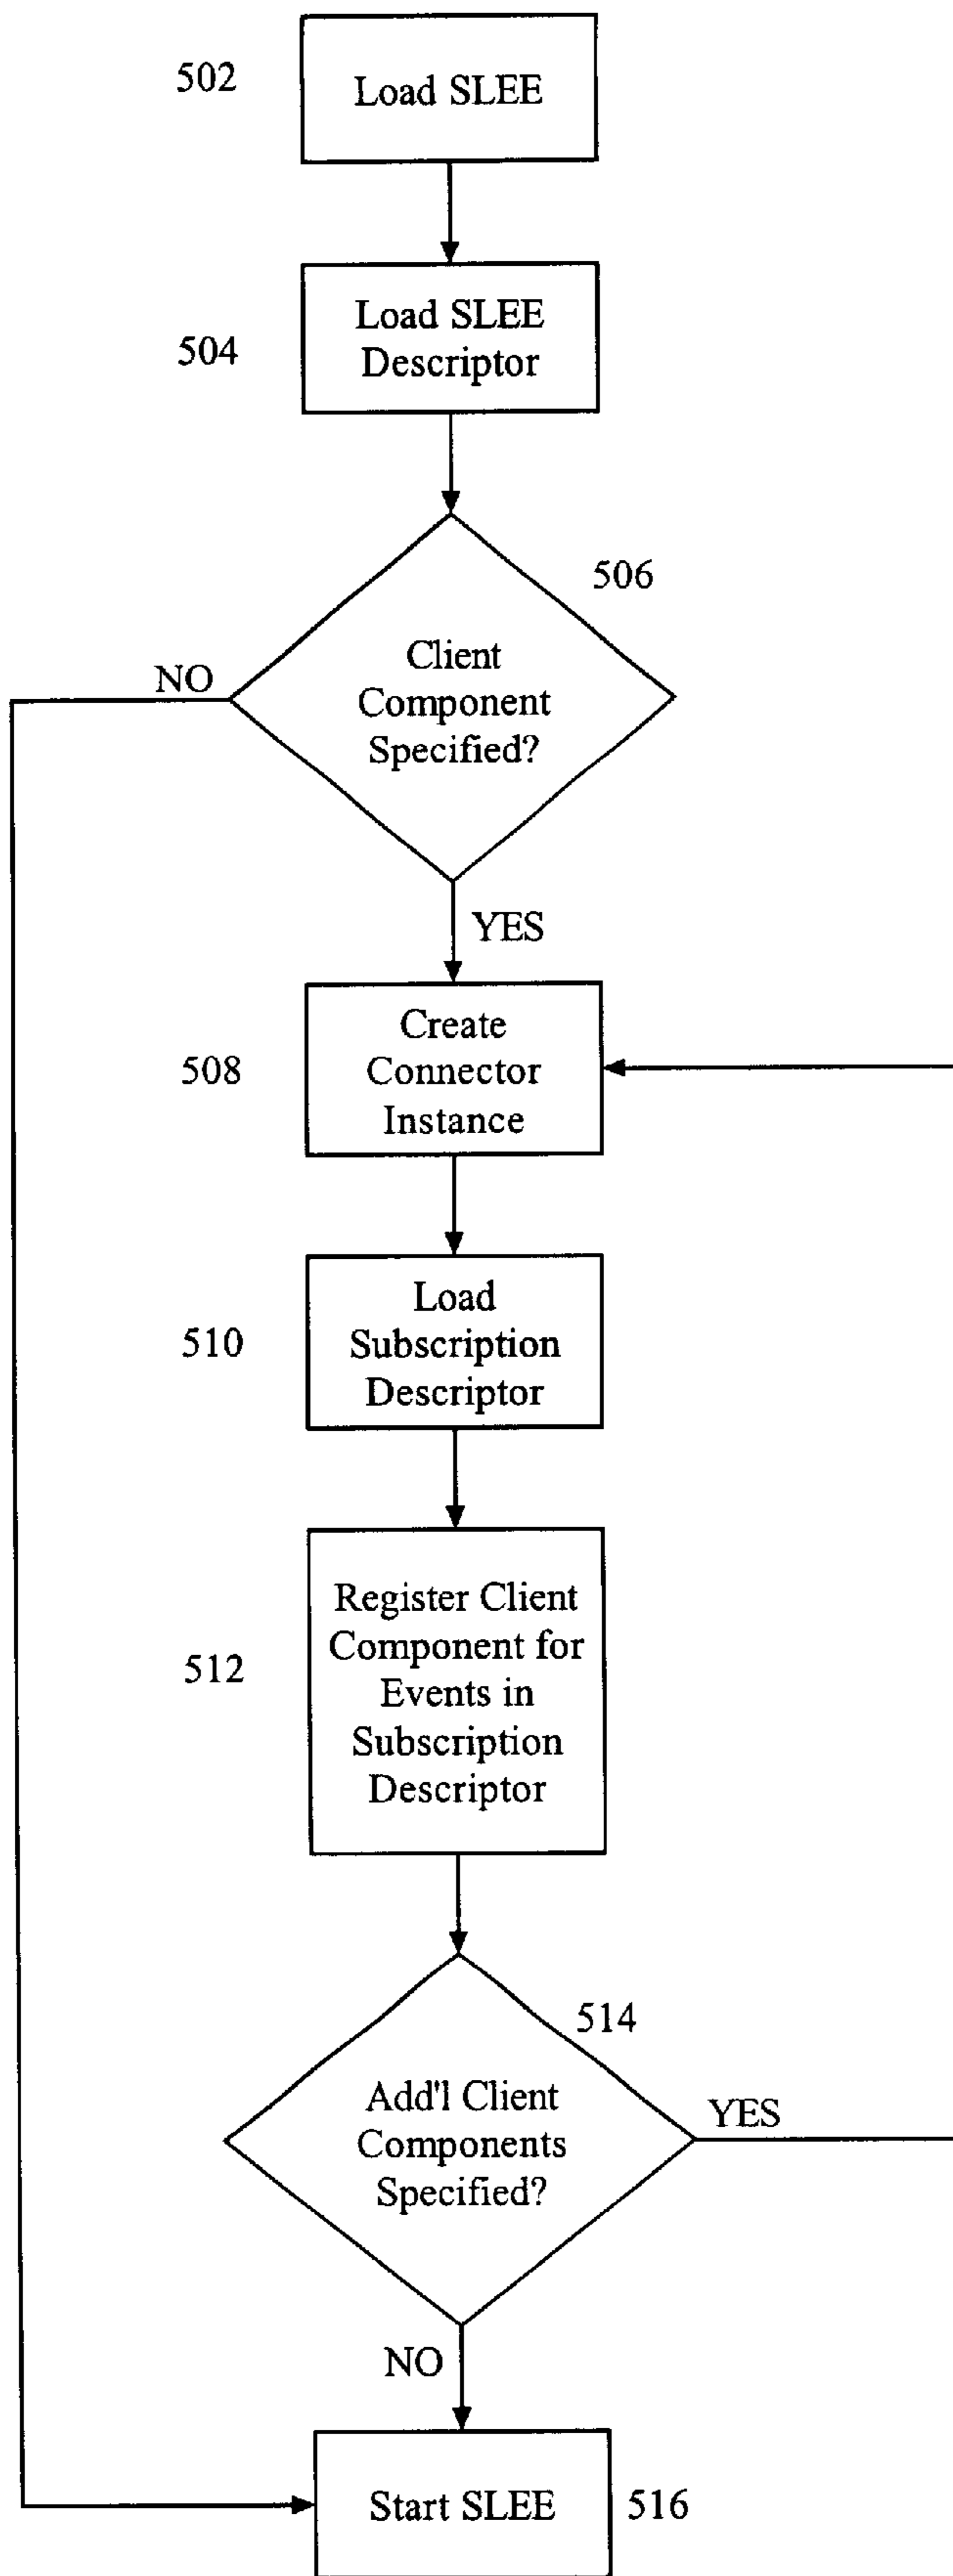 502
Load SLEE
504
Load SLEE
Descriptor
506
Client
Component
Specified?
NO
YES
508
Create
Connector
Instance
510
Load
Subscription
Descriptor
512
Register Client
Component for
Events in
Subscription
Descriptor
514
Add'l Client
Components
Specified?
YES
NO
Start SLEE
516